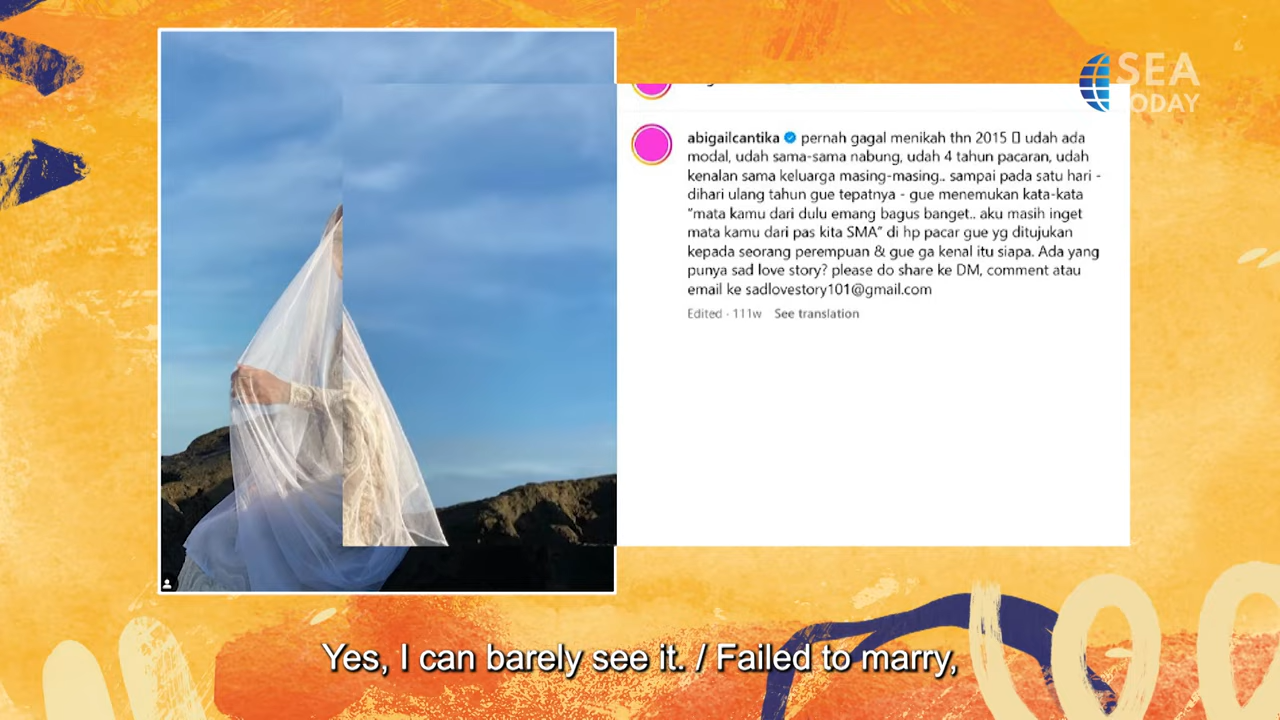 SEA
TODAY
abigailcantika pernah gagal menikah thn 2015 udah ada
modal, udah sama-sama nabung, udah 4 tahun pacaran, udah
kenalan sama keluarga masing-masing.. sampai pada satu hari -
dihari ulang tahun gue tepatnya - gue menemukan kata-kata
"mata kamu dari dulu emang bagus banget.. aku masih inget
mata kamu dari pas kita SMA" di hp pacar gue yg ditujukan
kepada seorang perempuan & gue ga kenal itu siapa. Ada yang
punya sad love story? please do share ke DM, comment atau
email ke sadlovestory101@gmail.com
Edited · 111w See translation
Yes, I can barely see it. / Failed to marry,